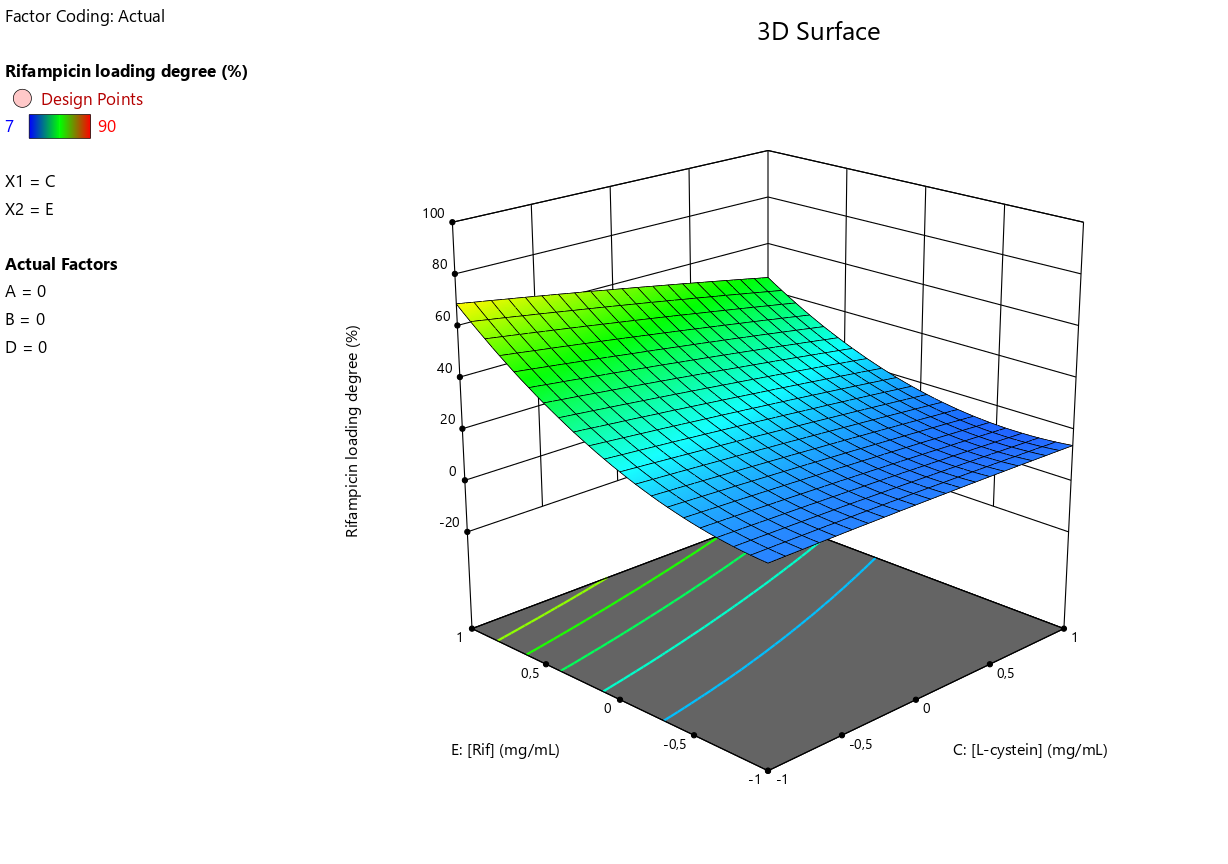 Factor Coding: Actual
3D Surface
Rifampicin loading degree (%)
Design Points
7 90
X1 = C
X2 = E
Actual Factors
A = 0
B = 0
D = 0
Rifampicin loading degree (%)
100
80
60
40
20
0
-20
1
0,5
0
-0,5
-1
E: [Rif] (mg/mL)
-1
-0,5
0
0,5
1
C: [L-cystein] (mg/mL)